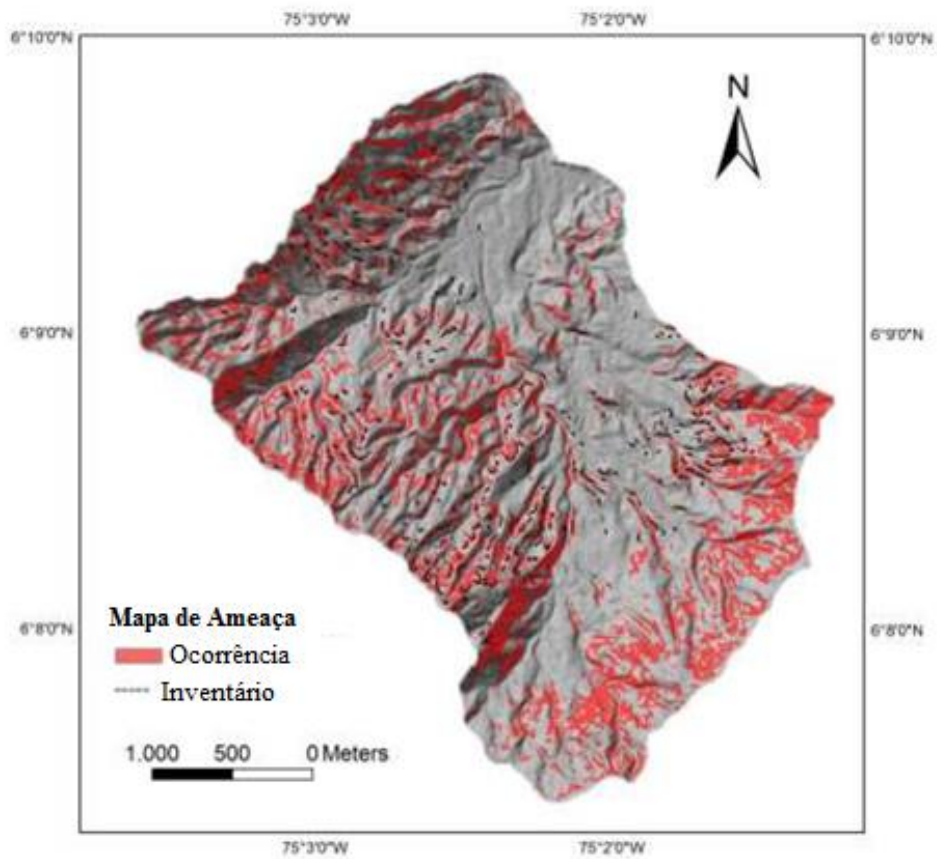 75°3'0"W 75°2'0"W
6°10'0"N 6°10'0"N
N
6°9'0"N 6°9'0"N
Mapa de Ameaça
6°8'0"N 6°8'0"N
Ocorrência
Inventário
1.000 500 0 Meters
75°3'0"W 75°2'0"W